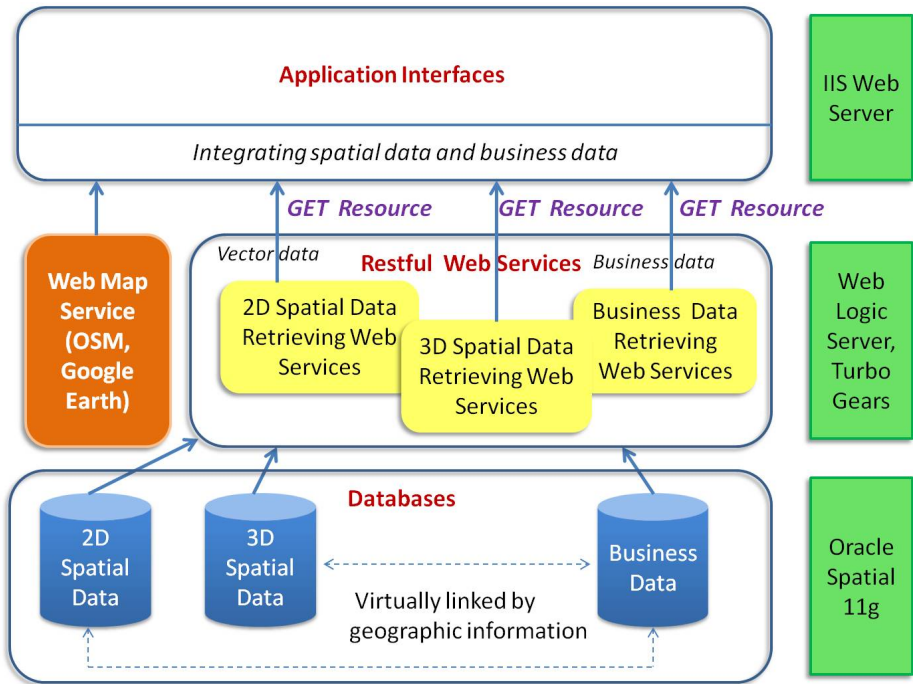 Application Interfaces
Integrating spatial data and business data
IIS Web
Server
GET Resource
GET Resource
GET Resource
Web Map
Service
(OSM,
Google
Earth)
Vector data
Restful Web Services
Business data
2D Spatial Data
Retrieving Web
Services
3D Spatial Data
Retrieving Web
Services
Business Data
Retrieving
Web Services
Web
Logic
Server,
Turbo
Gears
Databases
2D
Spatial
Data
3D
Spatial
Data
Business
Data
Virtually linked by
geographic information
Oracle
Spatial
11g